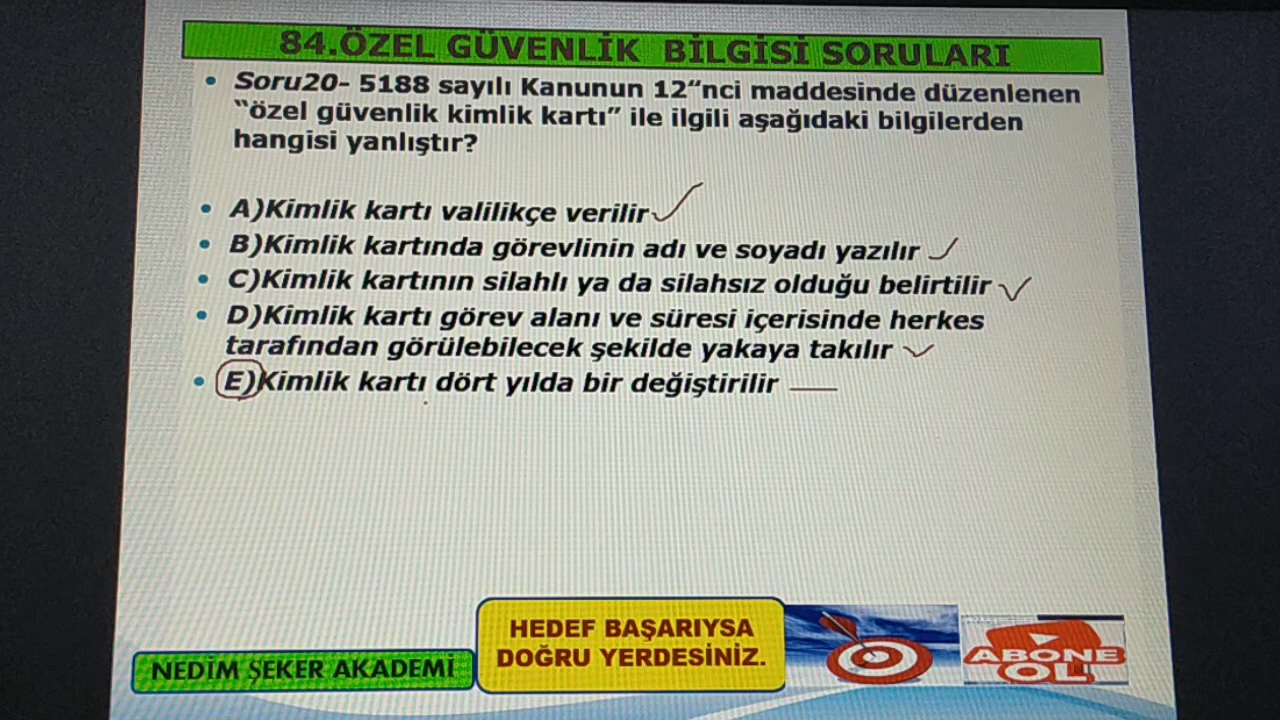 84.ÖZEL GÜVENLİK BİLGİSİ SORULARI
• Soru20- 5188 sayılı Kanunun 12“nci maddesinde düzenlenen
“özel güvenlik kimlik kartı” ile ilgili aşağıdaki bilgilerden
hangisi yanlıştır?
• A)Kimlik kartı valilikçe verilir
• B)Kimlik kartında görevlinin adı ve soyadı yazılır
• C)Kimlik kartının silahlı ya da silahsız olduğu belirtilir
• D)Kimlik kartı görev alanı ve süresi içerisinde herkes
tarafından görülebilecek şekilde yakaya takılır
• E)Kimlik kartı dört yılda bir değiştirilir
HEDEF BAŞARIYSA
DOĞRU YERDESİNİZ.
NEDİM ŞEKER AKADEMİ
ABONE
OL!